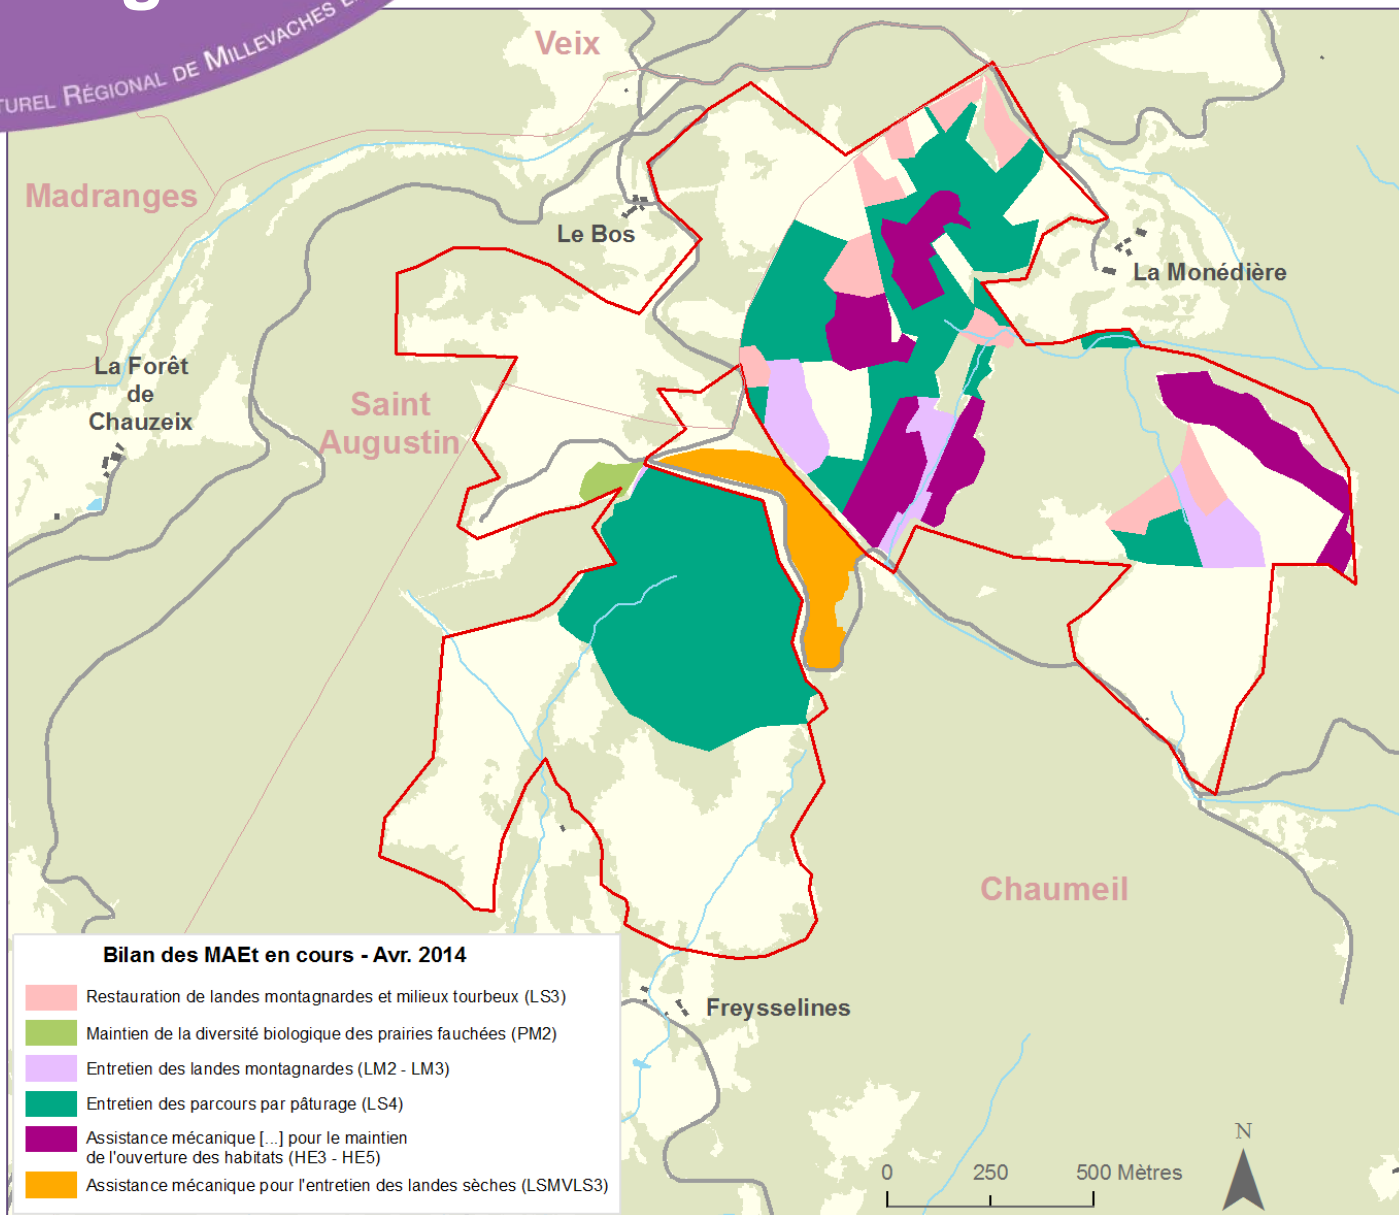 g
TUREL RÉGIONAL DE MILLEVACHES E
Veix
Madranges
Le Bos
La Monédière
La Forêt
de
Chauzeix
Saint
Augustin
Chaumeil
Freysselines
Bilan des MAEt en cours - Avr. 2014
Restauration de landes montagnardes et milieux tourbeux (LS3)
Maintien de la diversité biologique des prairies fauchées (PM2)
Entretien des landes montagnardes (LM2 - LM3)
Entretien des parcours par pâturage (LS4)
Assistance mécanique [...] pour le maintien
de l'ouverture des habitats (HE3 - HE5)
Assistance mécanique pour l'entretien des landes sèches (LSMVLS3)
0 250 500 Mètres
N